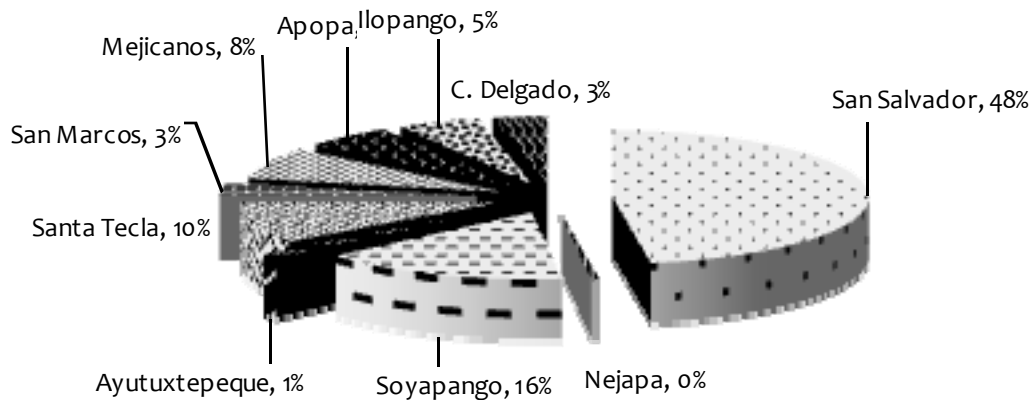 Apopa,
Ilopango, 5%
Mejicanos, 8%
C. Delgado, 3%
San Salvador, 48%
San Marcos, 3%
Santa Tecla, 10%
Ayutuxtepeque, 1%
Soyapango, 16%
Nejapa, 0%